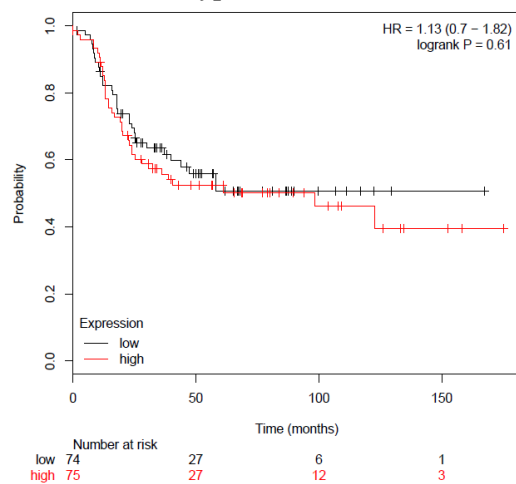 HR = 1.13 (0.7 − 1.82)
logrank P = 0.61
1.0
0.8
0.6
0.4
0.2
0.0
Probability
Expression
low
high
0 50 100 150
Time (months)
Number at risk
low 74 27 6 1
high 75 27 12 3